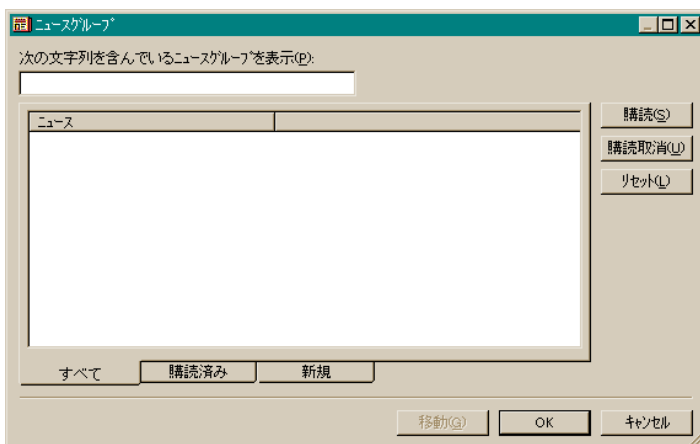 ﾆｭｰｽｸﾞﾙｰﾌﾟ
次の文字列を含んでいるﾆｭｰｽｸﾞﾙｰﾌﾟを表示(P):
ﾆｭｰｽ
購読(S)
購読取消(U)
ﾘｾｯﾄ(L)
すべて
購読済み
新規
移動(G)
OK
ｷｬﾝｾﾙ